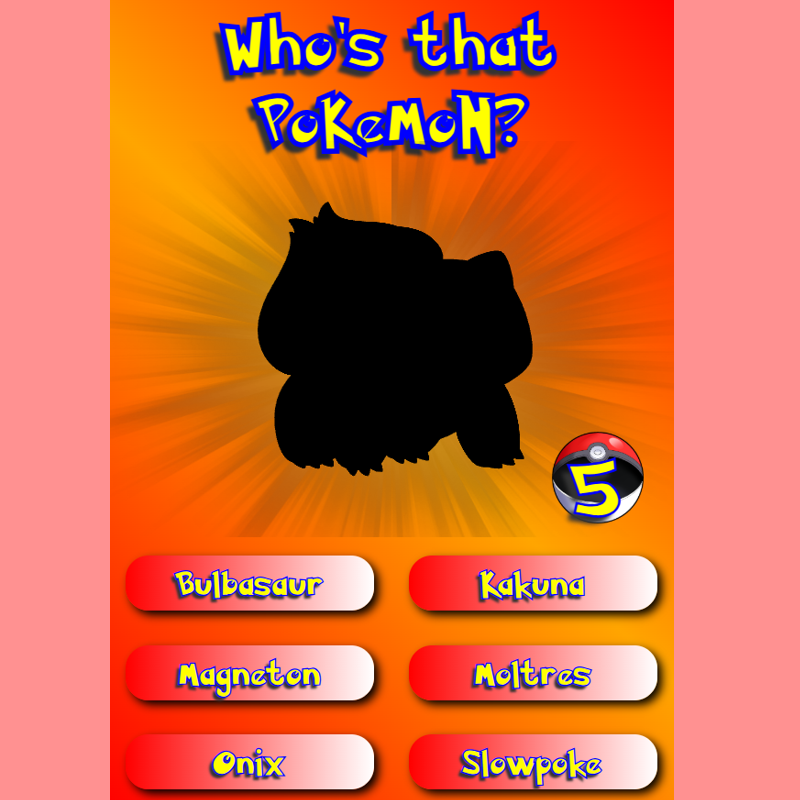 Who's that
Pokemon?
5
Bulbasaur
Kakuna
Magneton
Moltres
Onix
Slowpoke